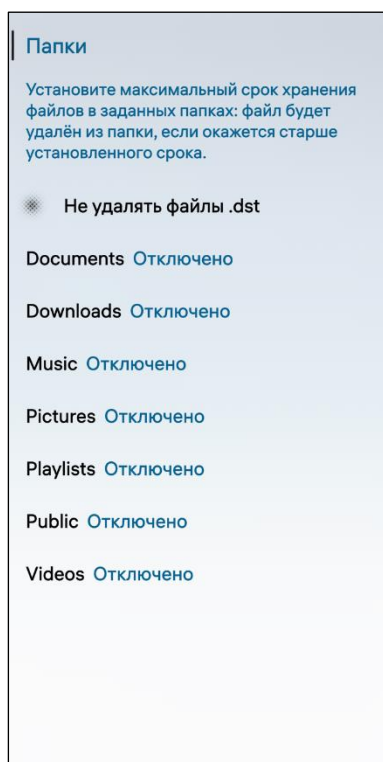 Папки
Установите максимальный срок хранения
файлов в заданных папках: файл будет
удалён из папки, если окажется старше
установленного срока.
Не удалять файлы .dst
Documents Отключено
Downloads Отключено
Music Отключено
Pictures Отключено
Playlists Отключено
Public Отключено
Videos Отключено